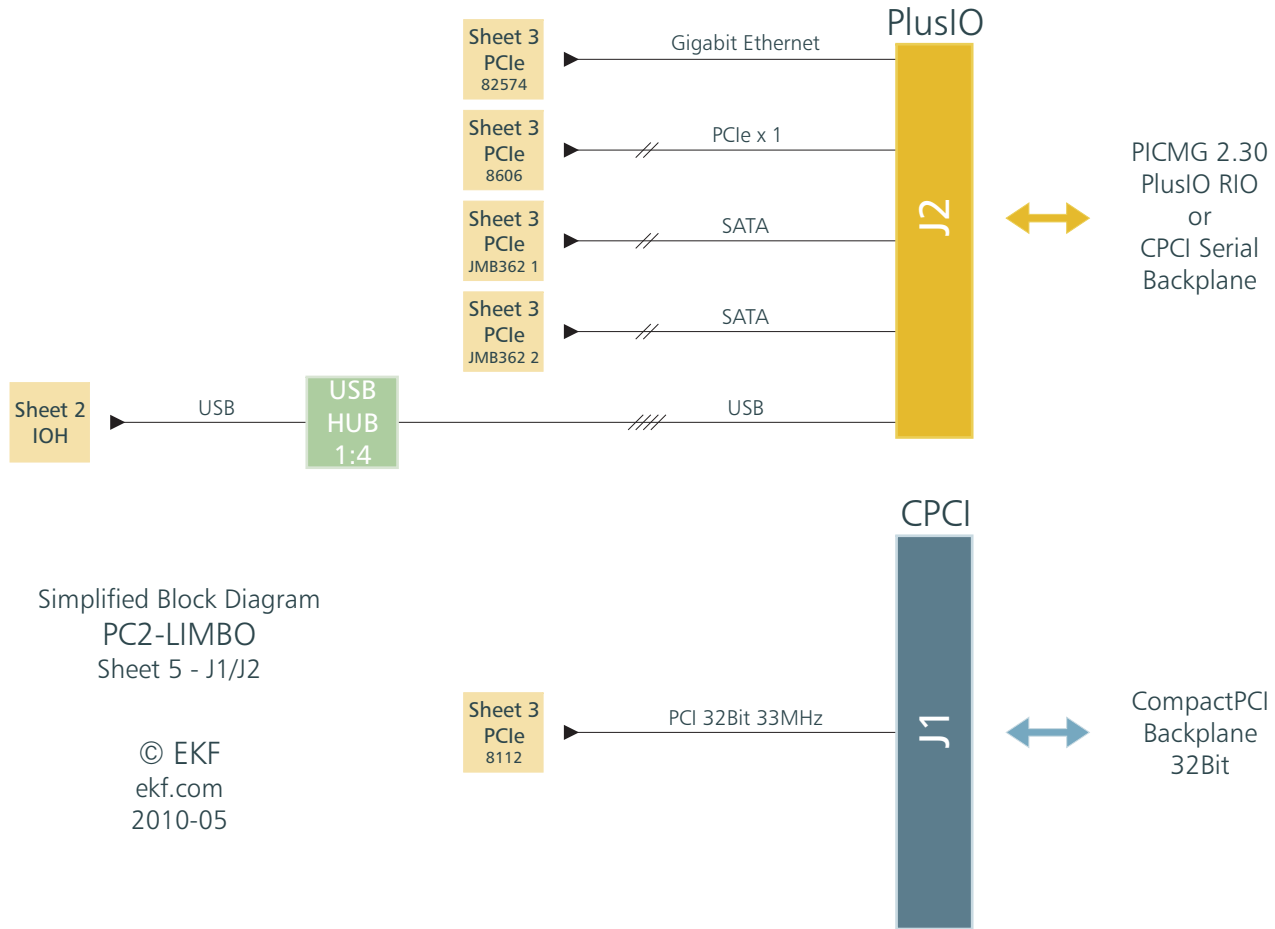 PlusIO
Sheet 3
PCIe
82574
Gigabit Ethernet
Sheet 3
PCIe
8606
PCIe x 1
Sheet 3
PCIe
JMB362 1
SATA
Sheet 3
PCIe
JMB362 2
SATA
J2
PICMG 2.30
PlusIO RIO
or
CPCI Serial
Backplane
Sheet 2
IOH
USB
USB
HUB
1:4
USB
CPCI
Simplified Block Diagram
PC2-LIMBO
Sheet 5 - J1/J2
© EKF
ekf.com
2010-05
Sheet 3
PCIe
8112
PCI 32Bit 33MHz
J1
CompactPCI
Backplane
32Bit